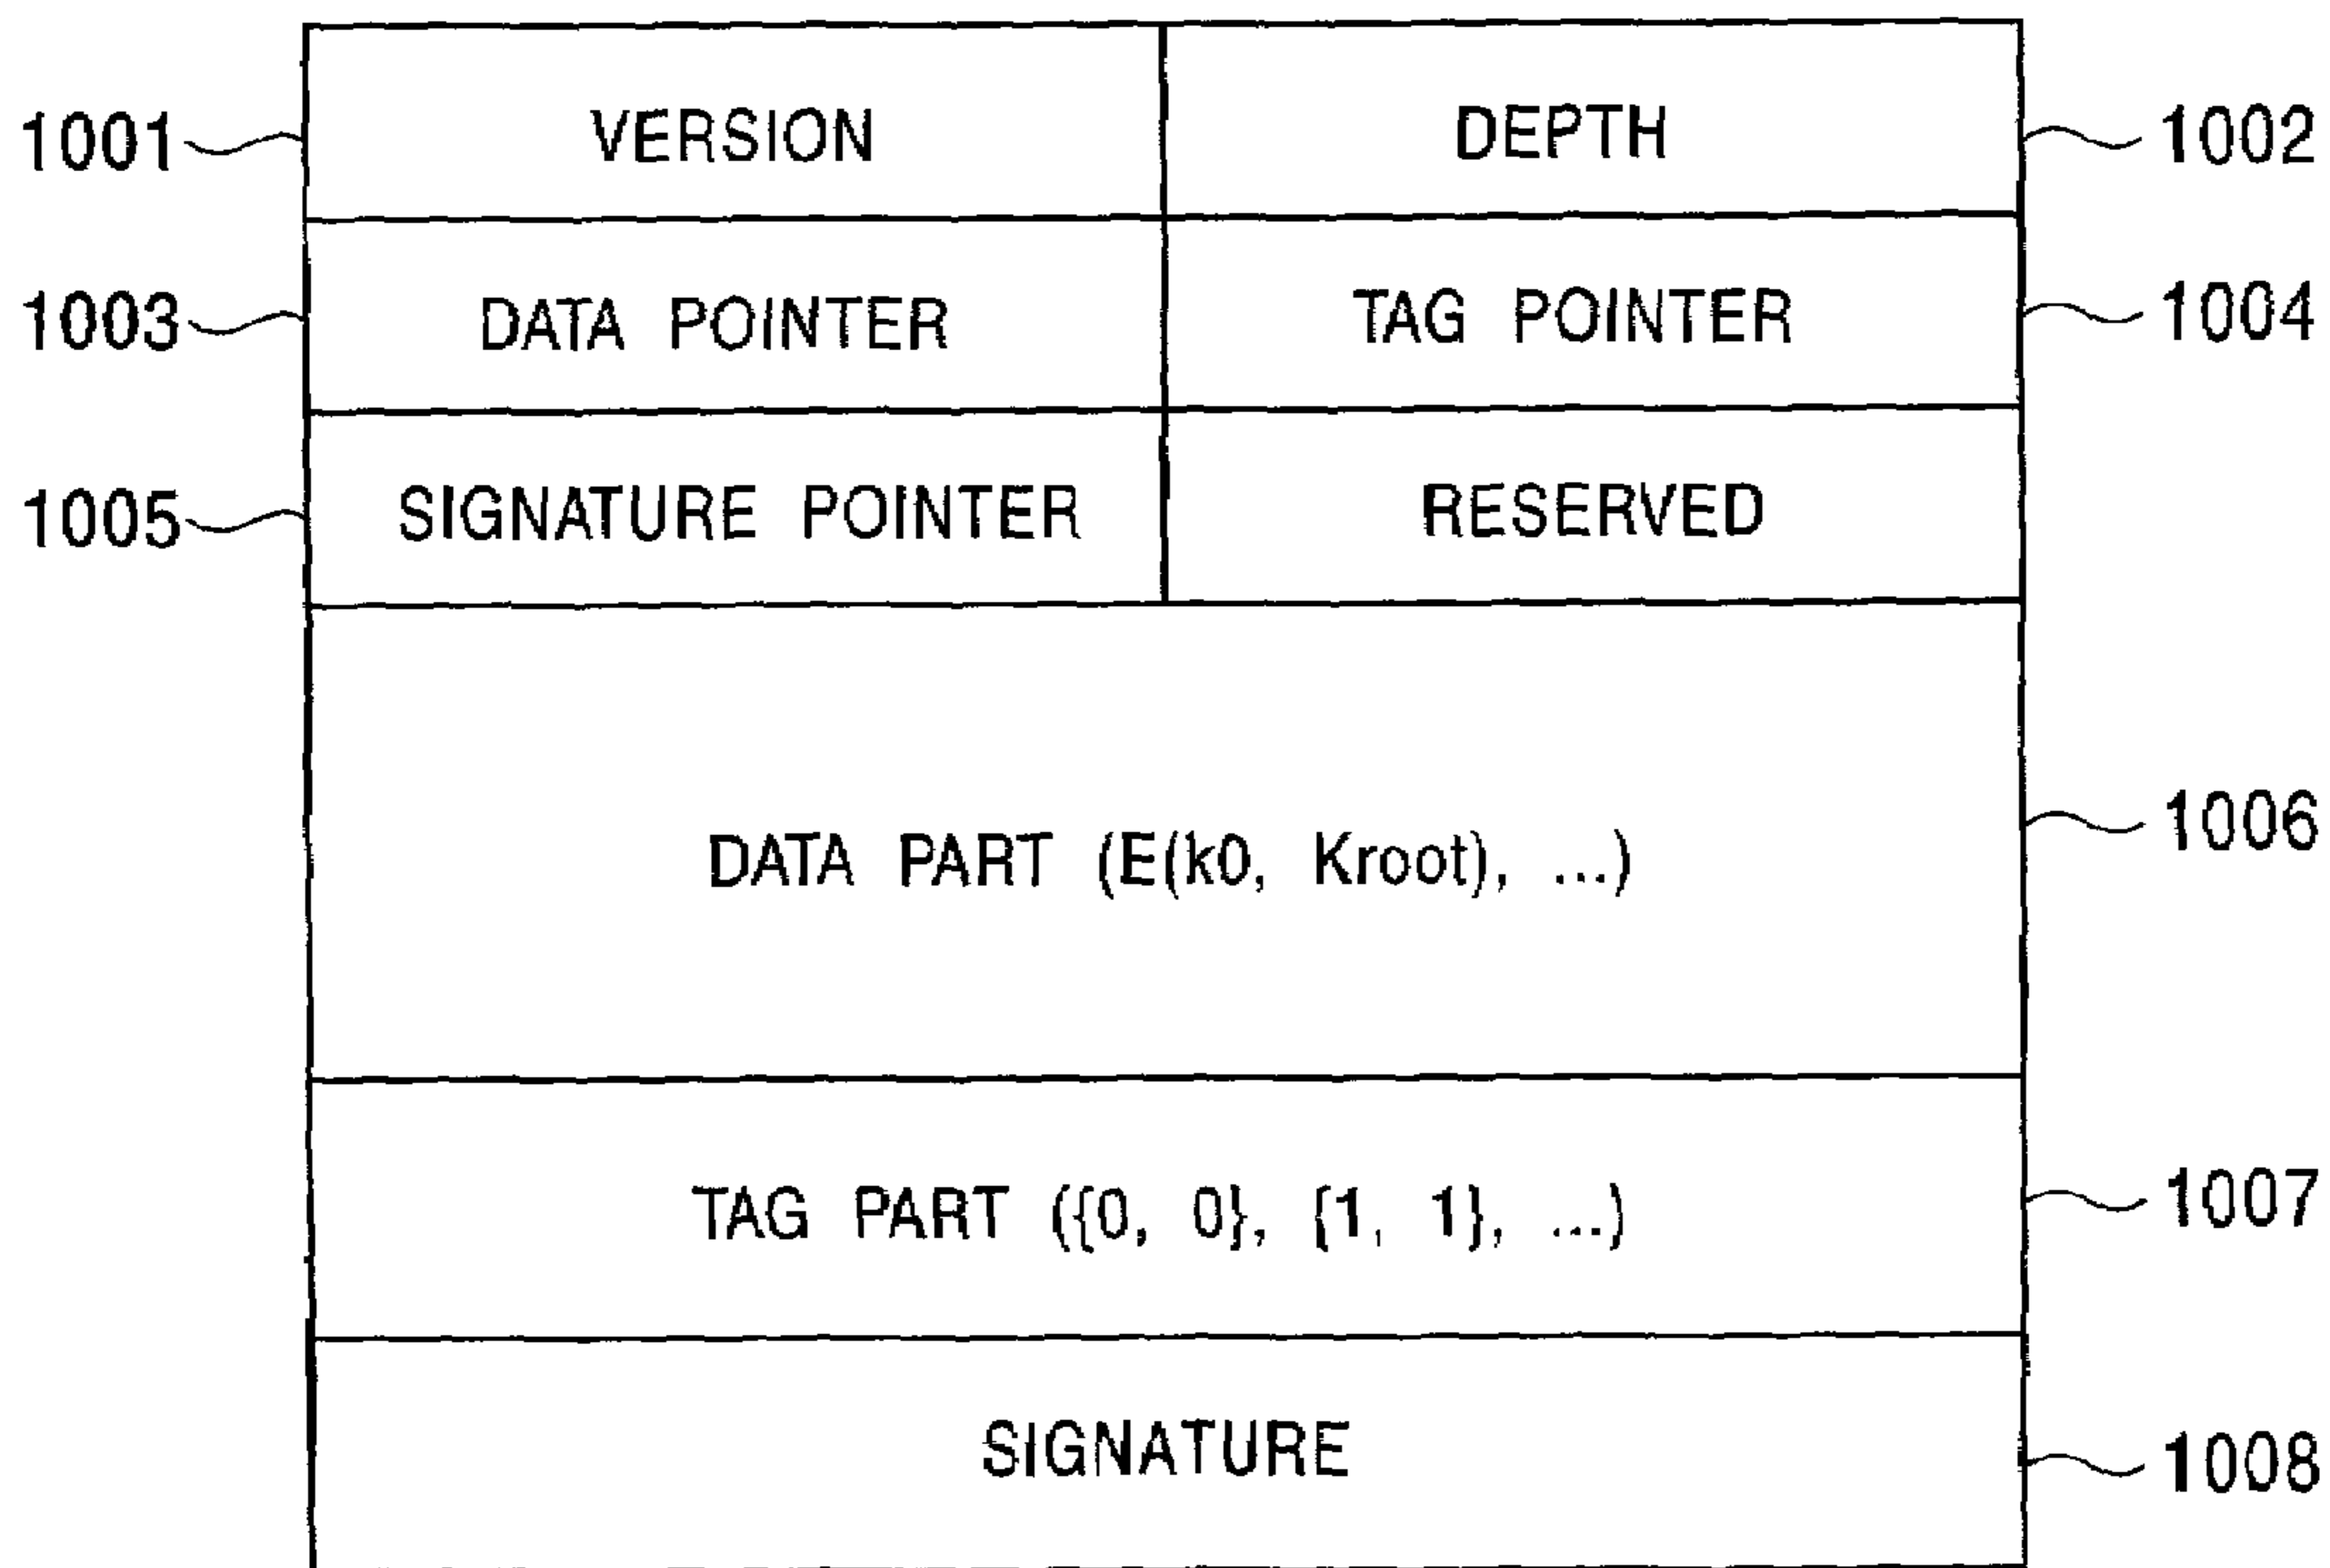 1001 VERSION DEPTH 1002
1003 DATA POINTER TAG POINTER 1004
1005 SIGNATURE POINTER RESERVED
DATA PART (E(k0, Kroot), ...) 1006
TAG PART ({0, 0}, {1, 1}, ...) 1007
SIGNATURE 1008